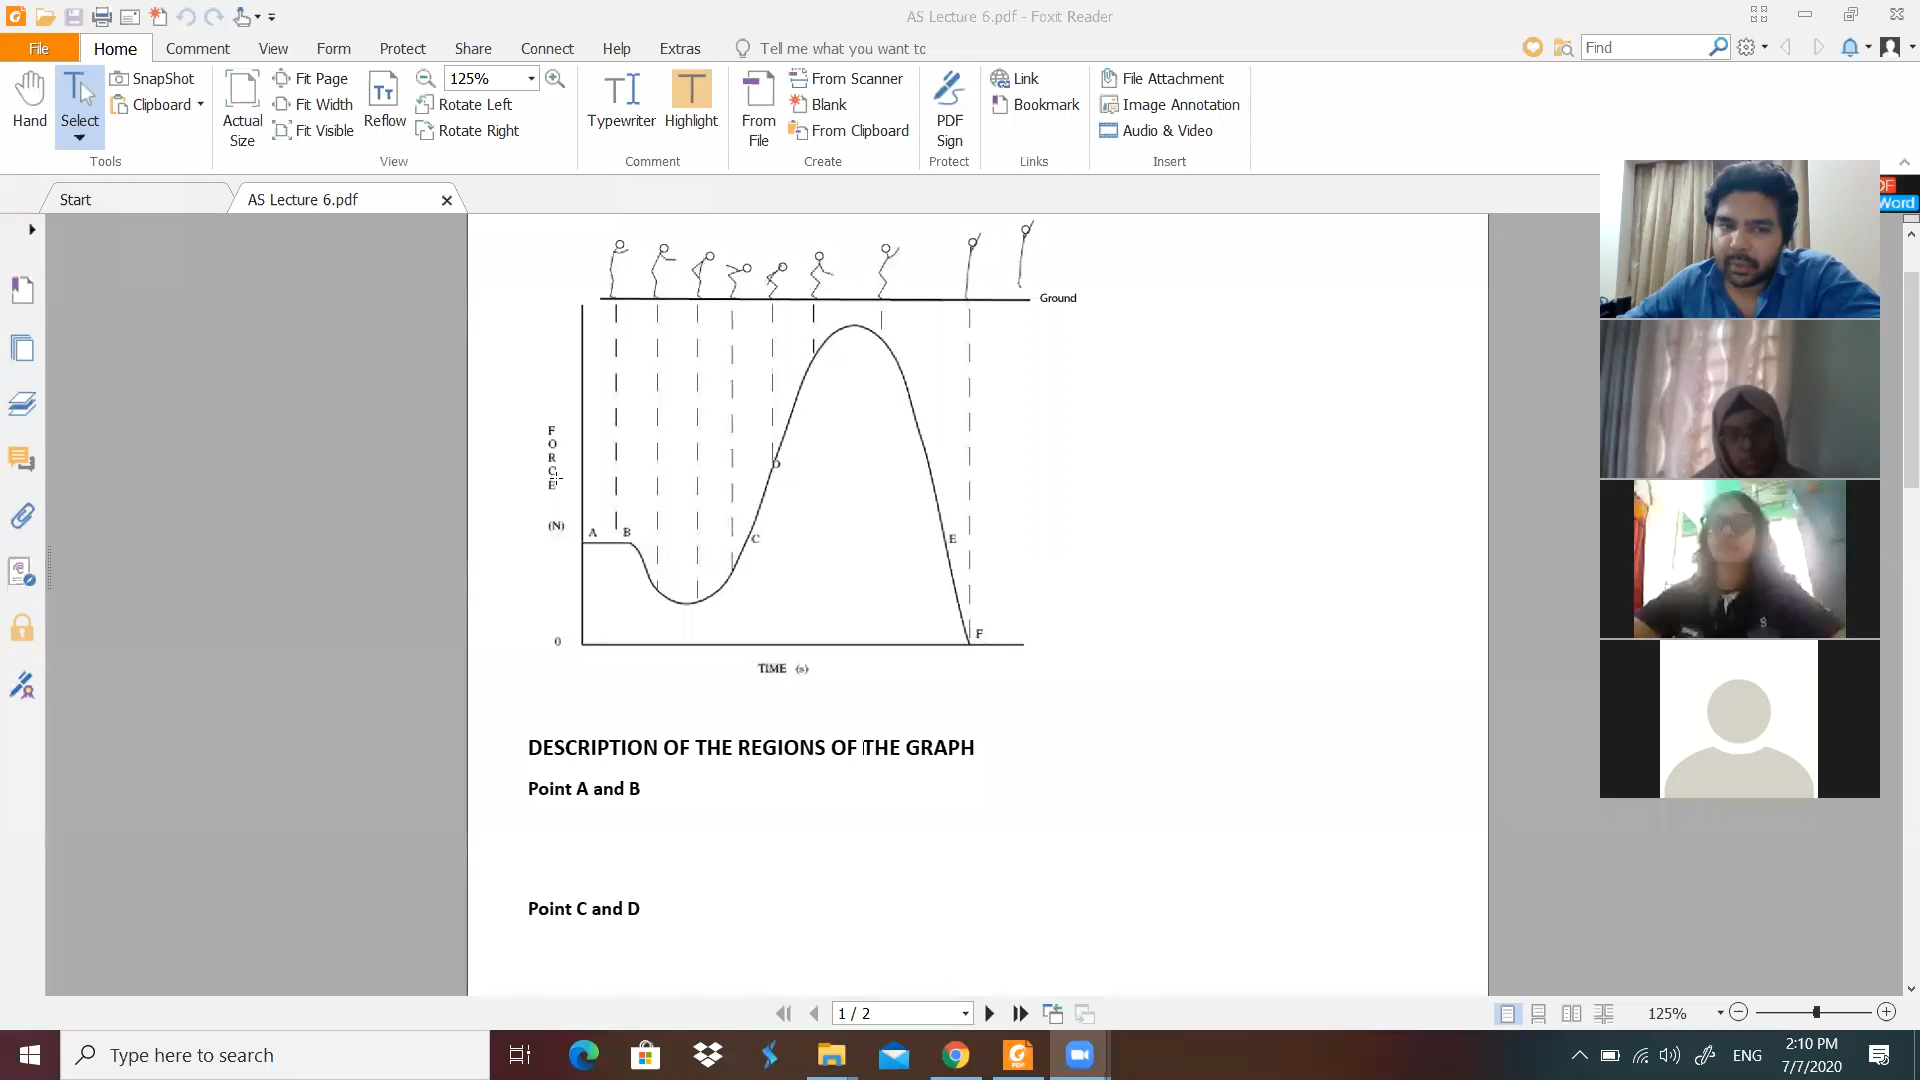 AS Lecture 6.pdf - Foxit Reader
File Home Comment View Form Protect Share Connect Help Extras Tell me what you want to Find
Hand
Select
SnapShot
Clipboard
Tools
Actual Size
Fit Page
Fit Width
Fit Visible
Reflow
125%
Rotate Left
Rotate Right
View
Typewriter
Highlight
Comment
From File
From Scanner
Blank
From Clipboard
Create
PDF Sign
Protect
Link
Bookmark
Links
File Attachment
Image Annotation
Audio & Video
Insert
Start
AS Lecture 6.pdf
Word
Ground
FORCE
(N)
A B
C
D
E
F
0
TIME (s)
DESCRIPTION OF THE REGIONS OF THE GRAPH
Point A and B
Point C and D
1 / 2
125%
Type here to search
ENG
2:10 PM
7/7/2020